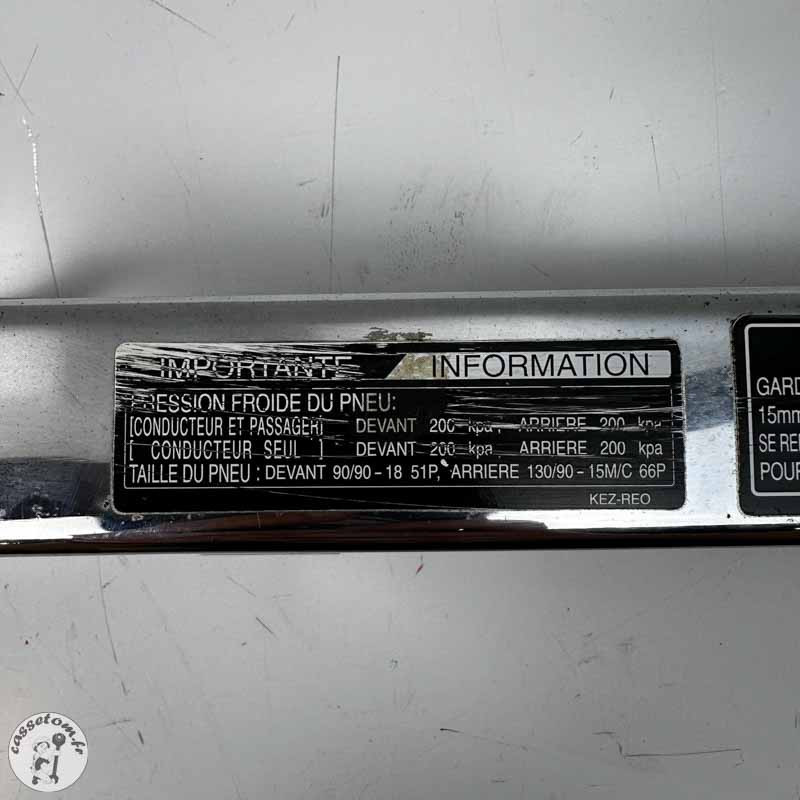 IMPORTANTE INFORMATION
PRESSION FROIDE DU PNEU:
[CONDUCTEUR ET PASSAGER] DEVANT 200 kpa, ARRIERE 200 kpa
[ CONDUCTEUR SEUL ] DEVANT 200 kpa, ARRIERE 200 kpa
TAILLE DU PNEU : DEVANT 90/90-18 51P, ARRIERE 130/90-15M/C 66P
KEZ-REO
GARD
15mm
SE REI
POUR
cassetom.fr